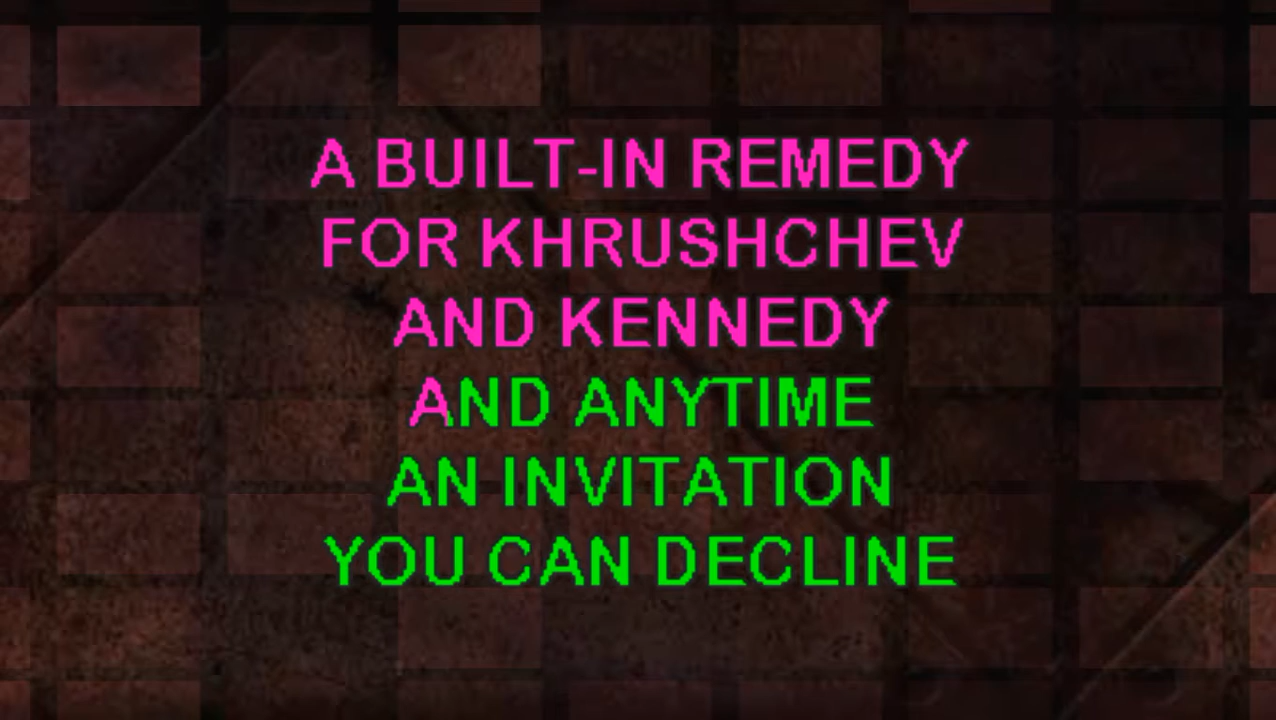 A BUILT-IN REMEDY
FOR KHRUSHCHEV
AND KENNEDY
AND ANYTIME
AN INVITATION
YOU CAN DECLINE